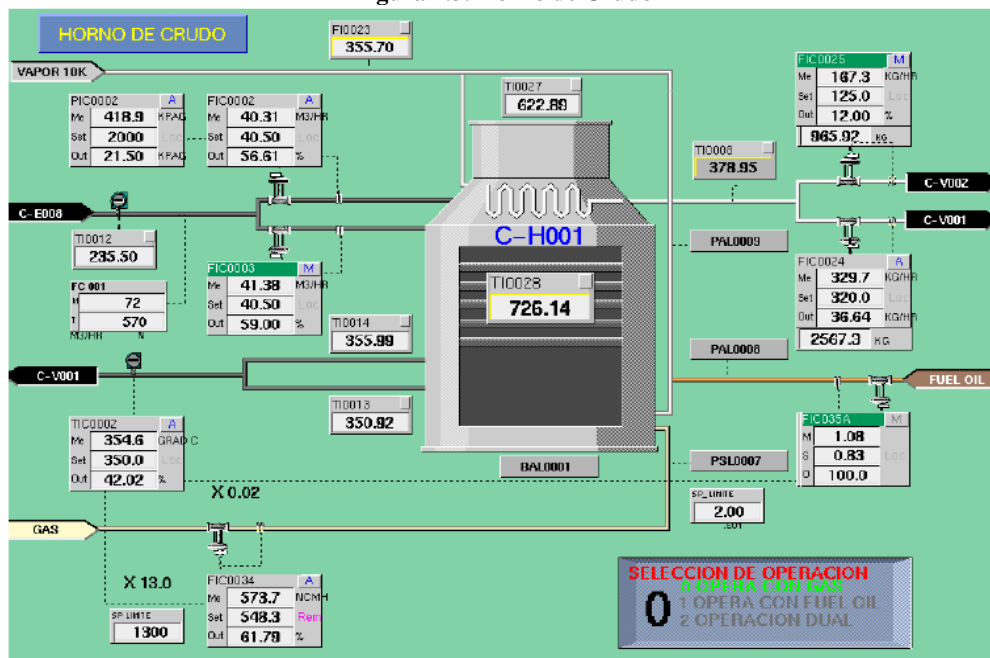 HORNO DE CRUDO
FI0023
355.70
VAPOR 10K
TI0027
622.89
FIC0025 M
Me 167.3 KG/HR
Set 125.0 Loc
Out 12.00 %
965.92 KG
PIC0002 A
Me 418.9 KPAG
Set 2000 Loc
Out 21.50 KPAG
FIC0002 A
Me 40.31 M3/HR
Set 40.50 Loc
Out 56.61 %
TI0008
378.95
C-V002
C-E008
C-V001
C-H001
PAL0009
TI0012
235.50
FC 001
H 72
T 570
M3/HR N
FIC0003 M
Me 41.38 M3/HR
Set 40.50 Loc
Out 59.00 %
TI0028
726.14
FIC0024 A
Me 329.7 KG/HR
Set 320.0 Loc
Out 36.64 KG/HR
2567.3 KG
TI0014
355.99
PAL0008
C-V001
FUEL OIL
TI0013
350.92
TIC0002 A
Me 354.6 GRAD C
Set 350.0 Loc
Out 42.02 %
FIC035A M
M 1.08
S 0.83 Loc
O 100.0
BAL0001
PSL0007
X 0.02
SP_LIMITE
2.00
GAS
X 13.0
FIC0034 A
Me 573.7 NCMH
Set 548.3 Rem
Out 61.79 %
SP LIMITE
1300
SELECCION DE OPERACION
0 OPERA CON GAS
0
1 OPERA CON FUEL OIL
2 OPERACION DUAL